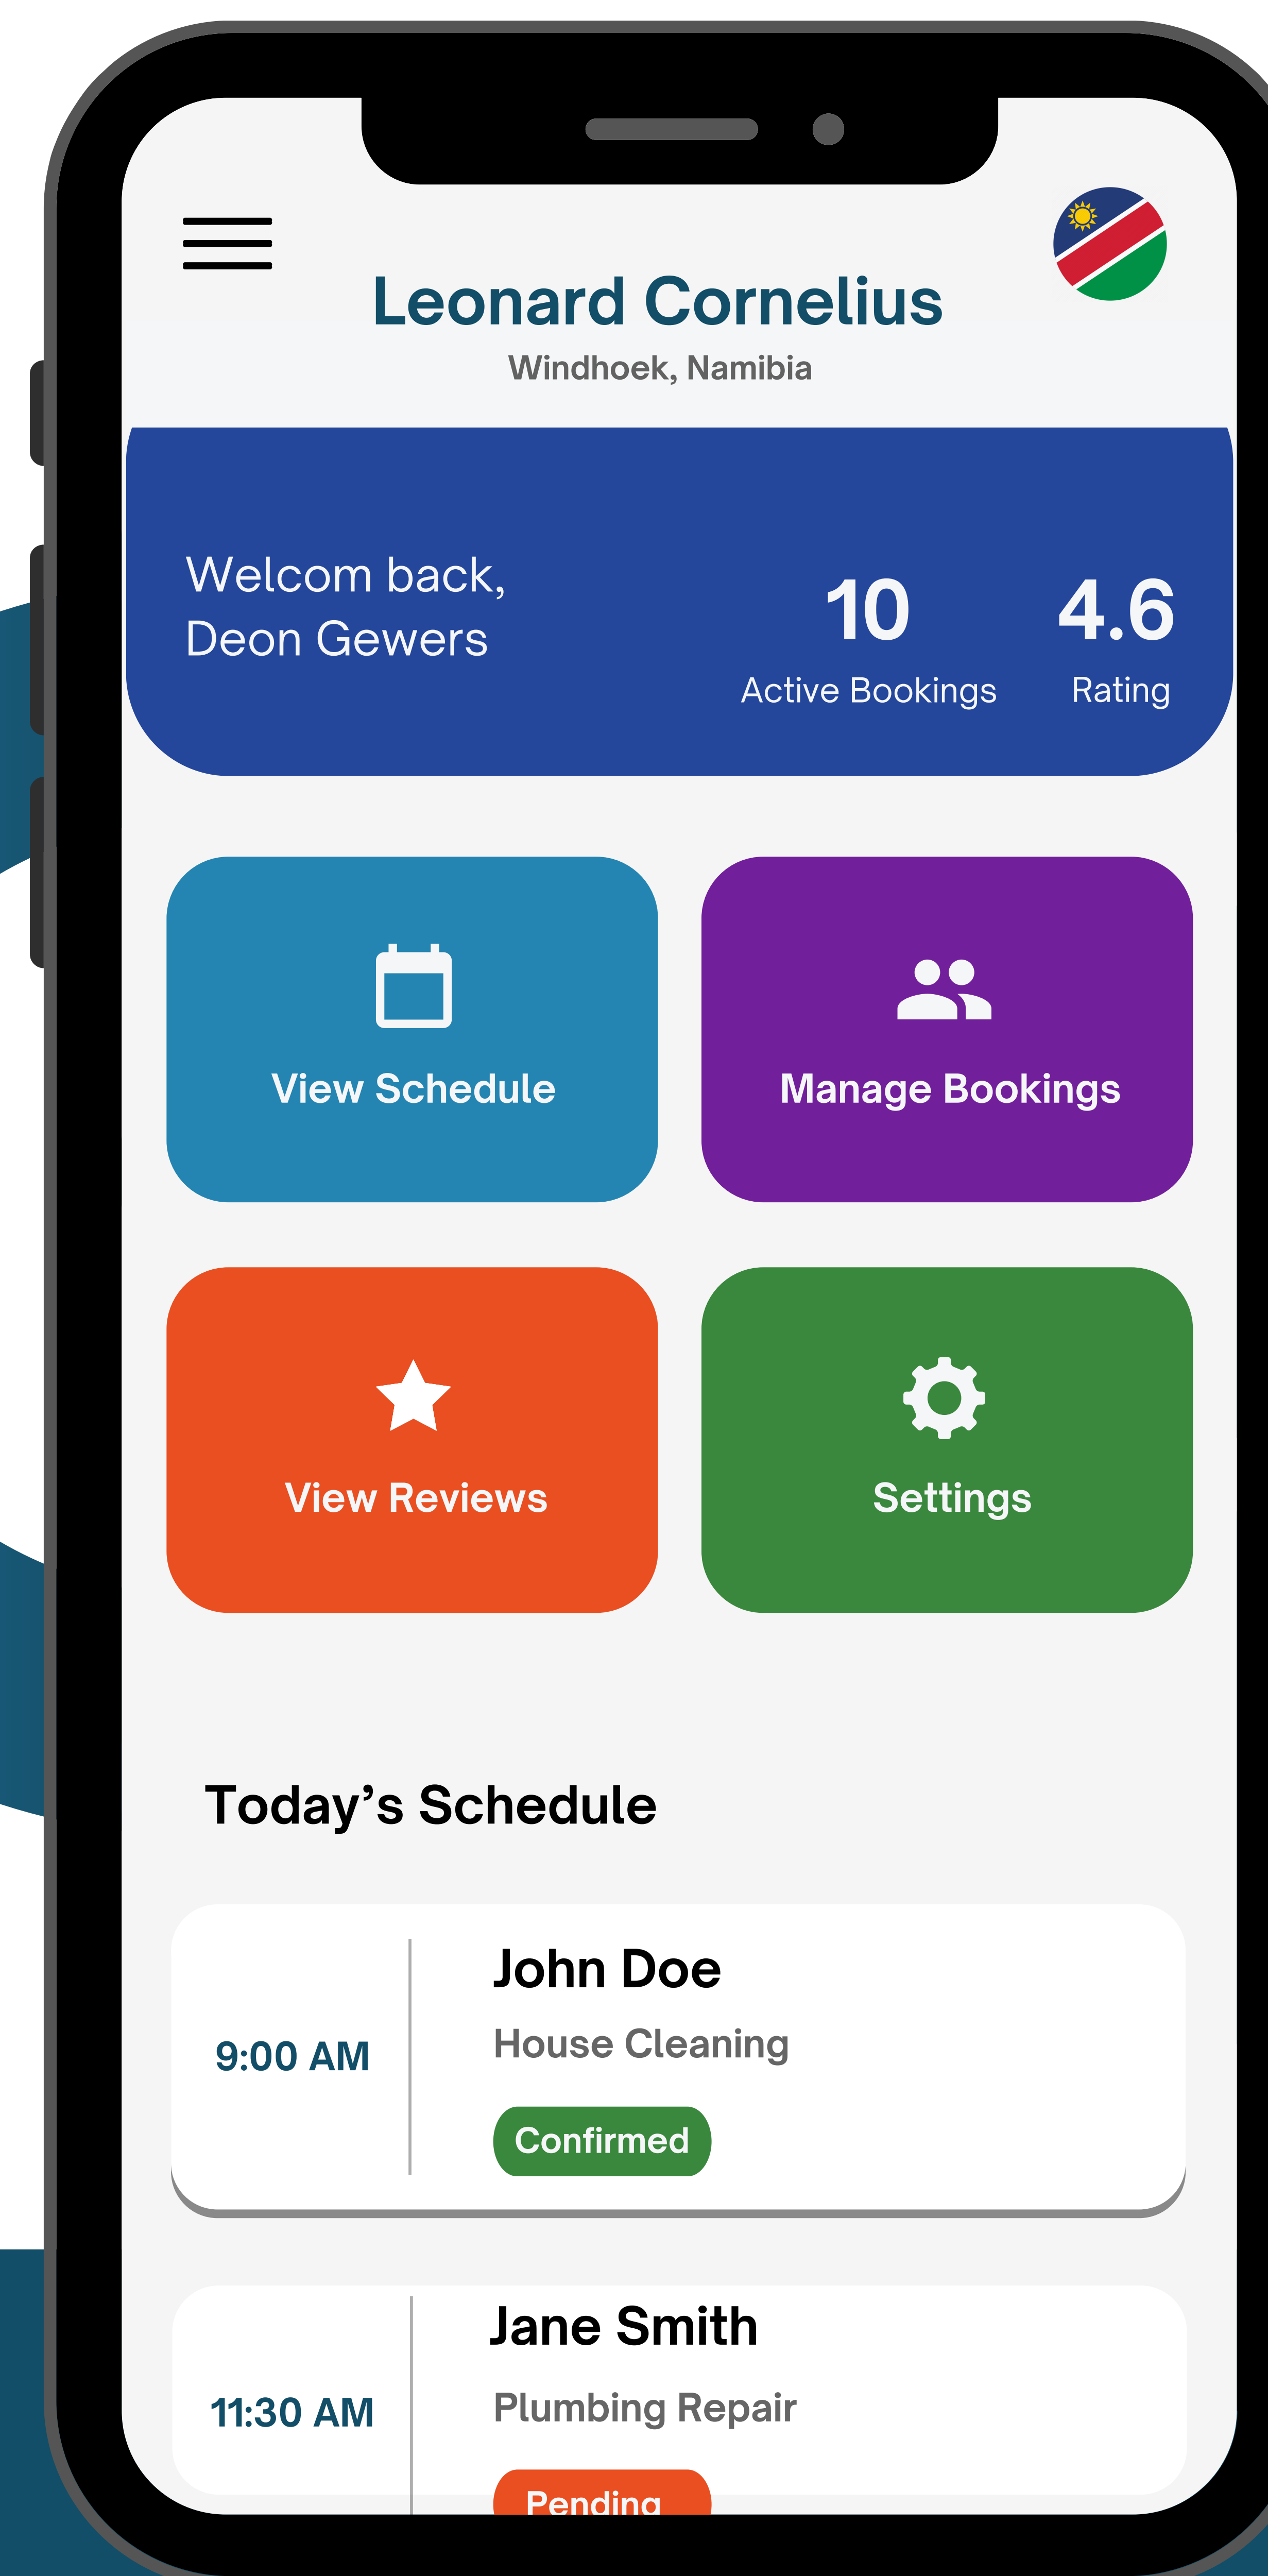 Leonard Cornelius
Windhoek, Namibia
Welcom back,
Deon Gewers
10
Active Bookings
4.6
Rating
View Schedule
Manage Bookings
View Reviews
Settings
Today’s Schedule
9:00 AM
John Doe
House Cleaning
Confirmed
11:30 AM
Jane Smith
Plumbing Repair
Pending